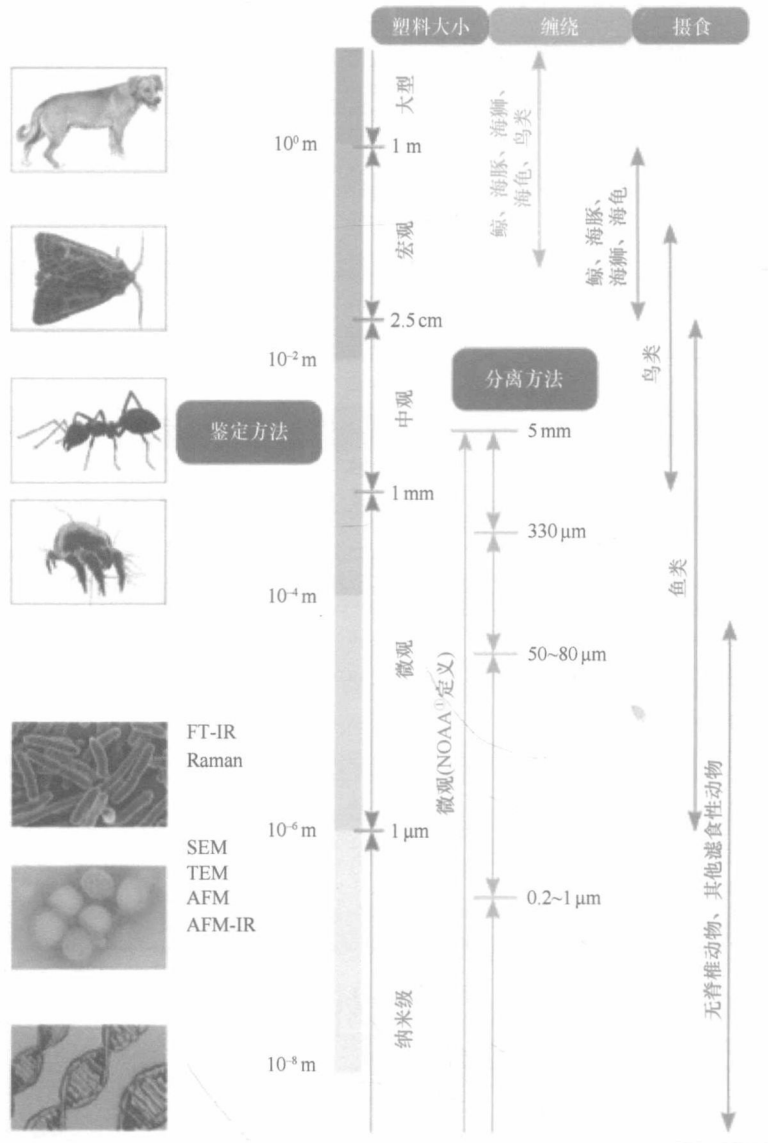 塑料大小
缠绕
摄食
大型
10⁰ m
1 m
鲸、海豚、海狮、
海龟、鸟类
鲸、海豚、
海狮、海龟
宏观
2.5 cm
10⁻² m
鸟类
分离方法
鉴定方法
中观
5 mm
1 mm
330 μm
鱼类
10⁻⁴ m
微观
50~80 μm
微观(NOAA①定义)
FT-IR
Raman
10⁻⁶ m
1 μm
SEM
TEM
AFM
AFM-IR
0.2~1 μm
无脊椎动物、其他滤食性动物
纳米级
10⁻⁸ m